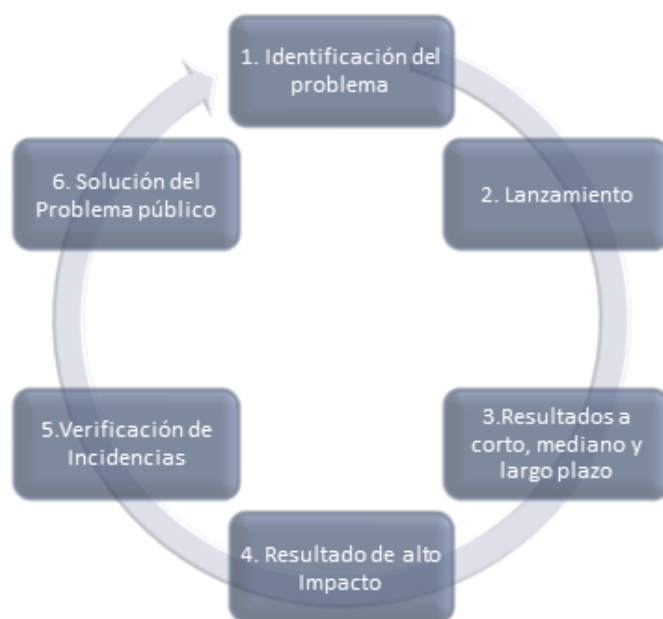 1. Identificación del
problema
2. Lanzamiento
3.Resultados a
corto, mediano y
largo plazo
4. Resultado de alto
Impacto
5.Verificación de
Incidencias
6. Solución del
Problema público